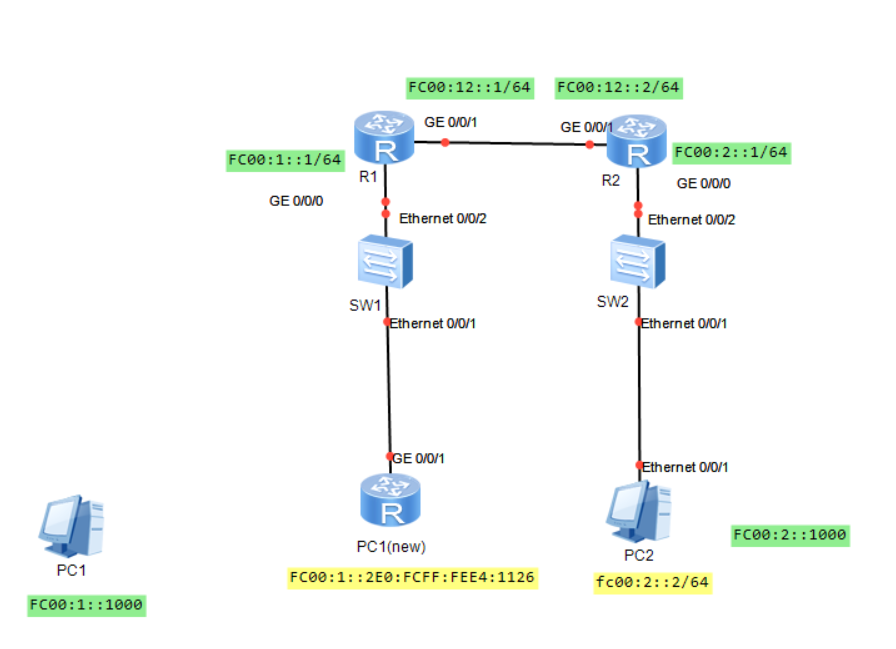 FC00:12::1/64
FC00:12::2/64
GE 0/0/1
GE 0/0/1
FC00:1::1/64
R
R
FC00:2::1/64
R1
R2
GE 0/0/0
GE 0/0/0
Ethernet 0/0/2
Ethernet 0/0/2
SW1
SW2
Ethernet 0/0/1
Ethernet 0/0/1
GE 0/0/1
Ethernet 0/0/1
R
PC1
PC1(new)
PC2
FC00:2::1000
FC00:1::1000
FC00:1::2E0:FCFF:FEE4:1126
fc00:2::2/64